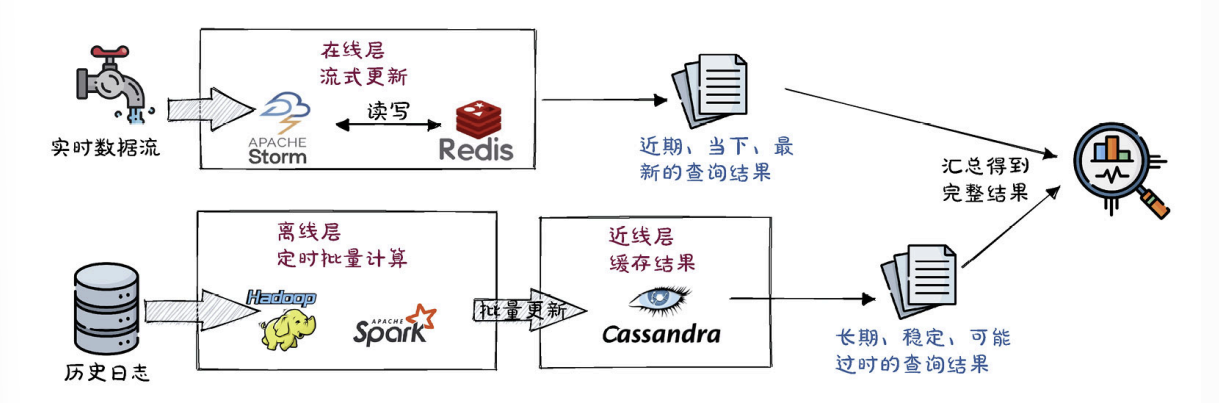 在线层
流式更新
实时数据流
APACHE
Storm
读写
Redis
近期、当下、最
新的查询结果
汇总得到
完整结果
离线层
定时批量计算
历史日志
Hadoop
APACHE
Spark
批量更新
近线层
缓存结果
Cassandra
长期、稳定、可能
过时的查询结果